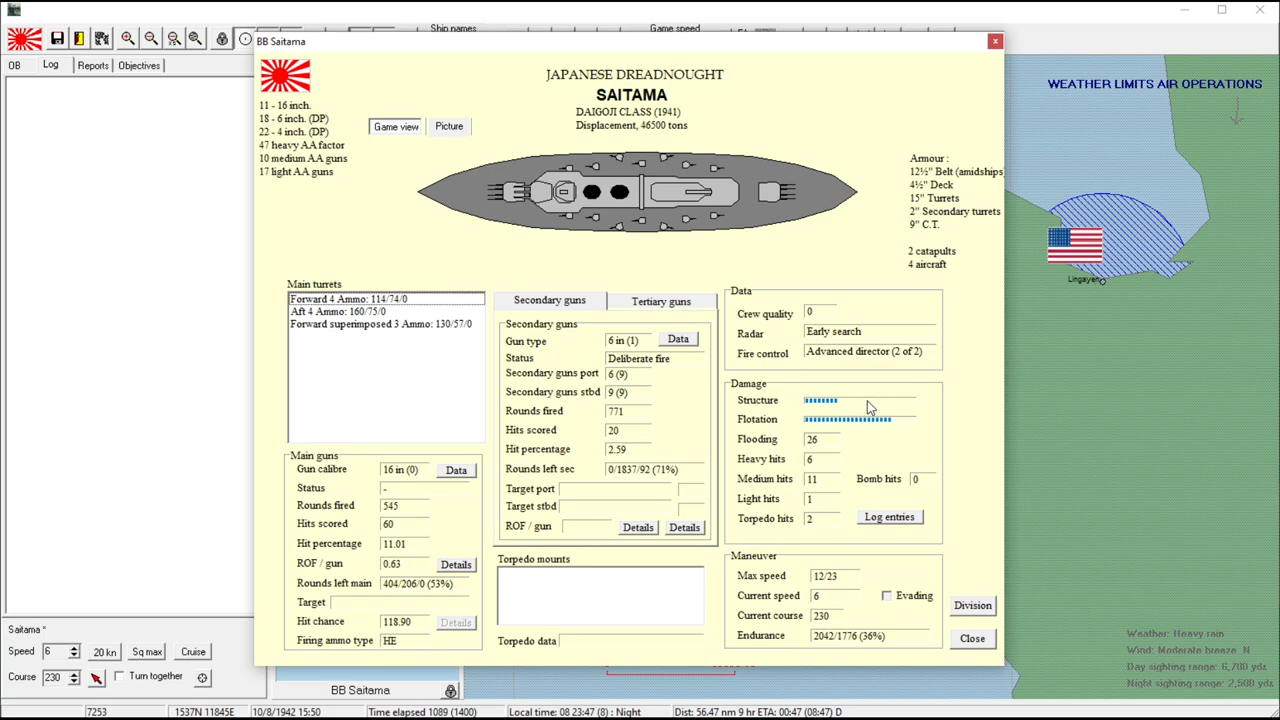 Ship names
Game speed
OB
Log
Reports
Objectives
BB Saitama
JAPANESE DREADNOUGHT
SAITAMA
DAIGOJI CLASS (1941)
Displacement, 46500 tons
11 - 16 inch.
18 - 6 inch. (DP)
22 - 4 inch. (DP)
47 heavy AA factor
10 medium AA guns
17 light AA guns
Game view
Picture
Armour :
12½" Belt (amidships)
4½" Deck
15" Turrets
2" Secondary turrets
9" C.T.
2 catapults
4 aircraft
WEATHER LIMITS AIR OPERATIONS
Lingayen
Main turrets
Forward 4 Ammo: 114/74/0
Aft 4 Ammo: 160/75/0
Forward superimposed 3 Ammo: 130/57/0
Main guns
Gun calibre 16 in (0) Data
Status -
Rounds fired 545
Hits scored 60
Hit percentage 11.01
ROF / gun 0.63 Details
Rounds left main 404/206/0 (53%)
Target
Hit chance 118.90 Details
Firing ammo type HE
Secondary guns
Tertiary guns
Secondary guns
Gun type 6 in (1) Data
Status Deliberate fire
Secondary guns port 6 (9)
Secondary guns stbd 9 (9)
Rounds fired 771
Hits scored 20
Hit percentage 2.59
Rounds left sec 0/1837/92 (71%)
Target port
Target stbd
ROF / gun Details Details
Torpedo mounts
Torpedo data
Data
Crew quality 0
Radar Early search
Fire control Advanced director (2 of 2)
Damage
Structure
Flotation
Flooding 26
Heavy hits 6
Medium hits 11 Bomb hits 0
Light hits 1
Torpedo hits 2 Log entries
Maneuver
Max speed 12/23
Current speed 6 Evading
Current course 230
Endurance 2042/1776 (36%)
Division
Close
Saitama *
Speed 6 20 kn Sq max Cruise
Course 230 Turn together
BB Saitama
Weather: Heavy rain
Wind: Moderate breeze N
Day sighting range: 6,700 yds
Night sighting range: 2,500 yds
7253 1537N 11845E 10/8/1942 15:50 Time elapsed 1089 (1400) Local time: 08 23:47 (8) : Night Dist: 56.47 nm 9 hr ETA: 00:47 (08:47) D